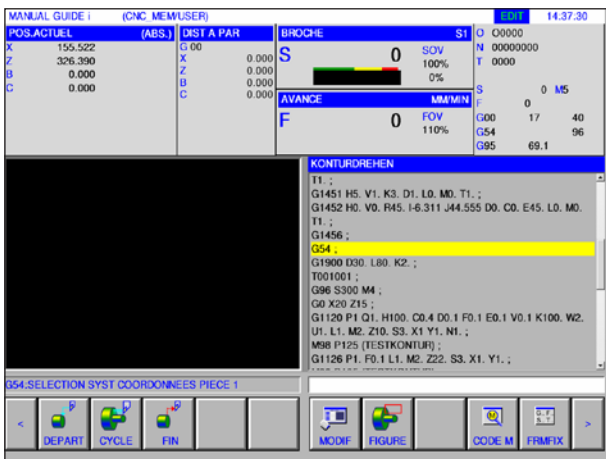 MANUAL GUIDE i (CNC_MEM/USER) EDIT 14.37.30
POS.ACTUEL (ABS.)
X 155.522
Z 326.390
B 0.000
C 0.000
DIST A PAR
G 00
X 0.000
Z 0.000
B 0.000
C 0.000
BROCHE S1
S 0 SOV
100%
0%
AVANCE MM/MIN
F 0 FOV
110%
O O0000
N 00000000
T 0000
S 0 M5
F 0
G00 17 40
G54 96
G95 69.1
KONTURDREHEN
T1. ;
G1451 H5. V1. K3. D1. L0. M0. T1. ;
G1452 H0. V0. R45. I-6.311 J44.555 D0. C0. E45. L0. M0.
T1. ;
G1456 ;
G54 ;
G1900 D30. L80. K2. ;
T001001 ;
G96 S300 M4 ;
G0 X20 Z15 ;
G1120 P1 Q1. H100. C0.4 D0.1 F0.1 E0.1 V0.1 K100. W2.
U1. L1. M2. Z10. S3. X1 Y1. N1. ;
M98 P125 (TESTKONTUR) ;
G1126 P1. F0.1 L1. M2. Z22. S3. X1. Y1. ;
G54:SELECTION SYST COORDONNEES PIECE 1
< DEPART CYCLE FIN
MODIF FIGURE CODE M FRMFIX >